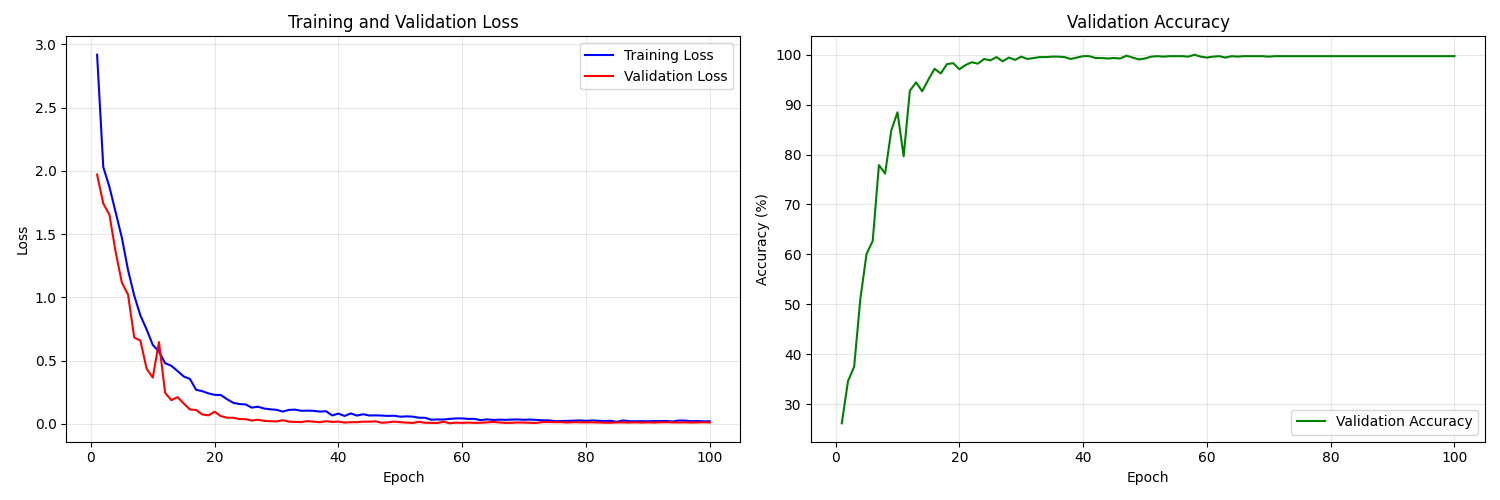 Training and Validation Loss
3.0
2.5
2.0
1.5
1.0
0.5
0.0
Loss
0 20 40 60 80 100
Epoch
Training Loss
Validation Loss
Validation Accuracy
100
90
80
70
60
50
40
30
Accuracy (%)
0 20 40 60 80 100
Epoch
Validation Accuracy